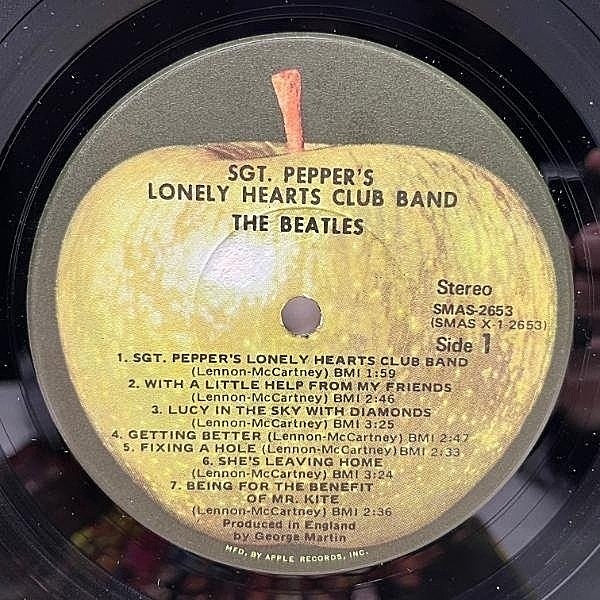 SGT. PEPPER'S
LONELY HEARTS CLUB BAND
THE BEATLES
Stereo
SMAS-2653
(SMAS X-1-2653)
Side 1
1. SGT. PEPPER'S LONELY HEARTS CLUB BAND
(Lennon-McCartney) BMI 1:59
2. WITH A LITTLE HELP FROM MY FRIENDS
(Lennon-McCartney) BMI 2:46
3. LUCY IN THE SKY WITH DIAMONDS
(Lennon-McCartney) BMI 3:25
4. GETTING BETTER (Lennon-McCartney) BMI 2:47
5. FIXING A HOLE (Lennon-McCartney) BMI 2:33
6. SHE'S LEAVING HOME
(Lennon-McCartney) BMI 3:24
7. BEING FOR THE BENEFIT
OF MR. KITE
(Lennon-McCartney) BMI 2:36
Produced in England
by George Martin
MFD. BY APPLE RECORDS, INC.